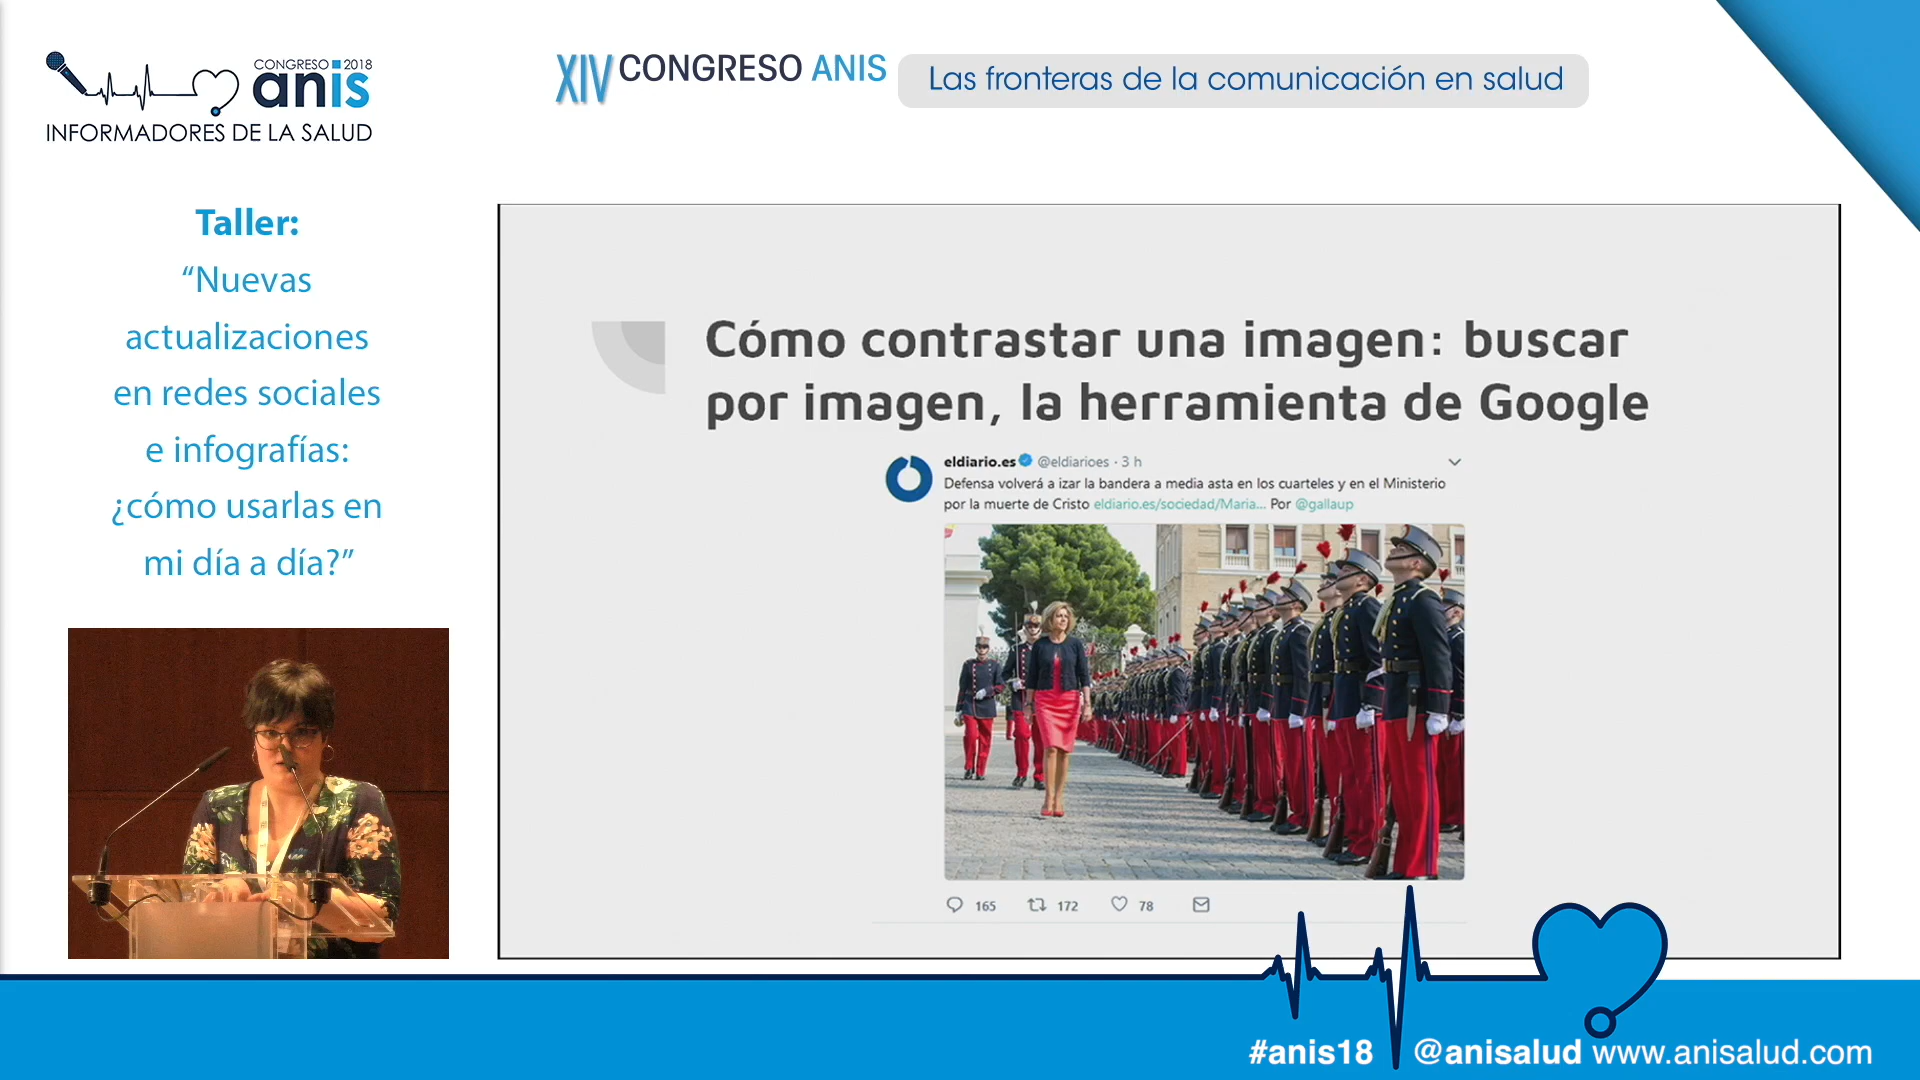 CONGRESO 2018
anis
INFORMADORES DE LA SALUD
XIV CONGRESO ANIS
Las fronteras de la comunicación en salud
Taller:
“Nuevas
actualizaciones
en redes sociales
e infografías:
¿cómo usarlas en
mi día a día?”
Cómo contrastar una imagen: buscar
por imagen, la herramienta de Google
eldiario.es @eldiarioes · 3 h
Defensa volverá a izar la bandera a media asta en los cuarteles y en el Ministerio
por la muerte de Cristo eldiario.es/sociedad/Maria... Por @gallaup
165 172 78
#anis18 @anisalud www.anisalud.com